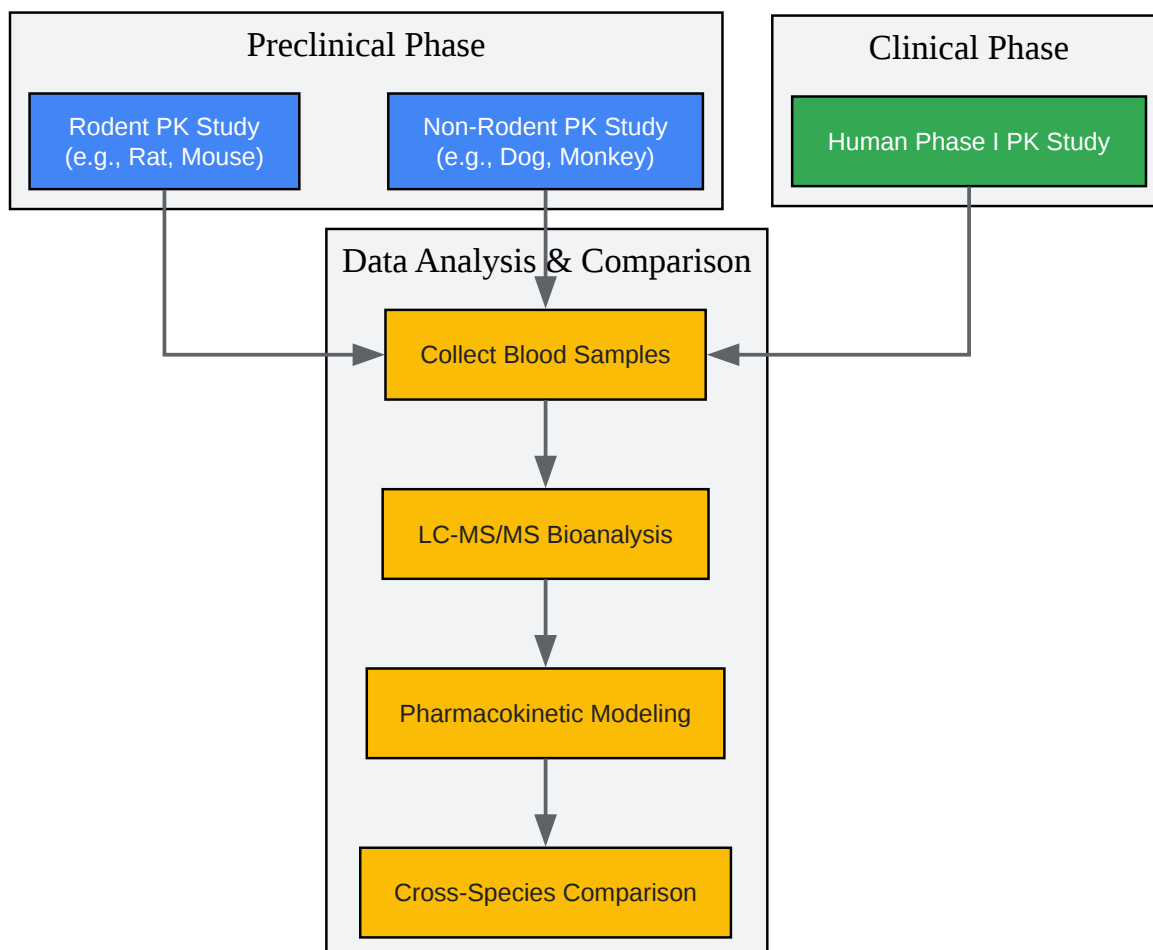 Preclinical Phase
Rodent PK Study
(e.g., Rat, Mouse)
Non-Rodent PK Study
(e.g., Dog, Monkey)
Clinical Phase
Human Phase I PK Study
Data Analysis & Comparison
Collect Blood Samples
LC-MS/MS Bioanalysis
Pharmacokinetic Modeling
Cross-Species Comparison